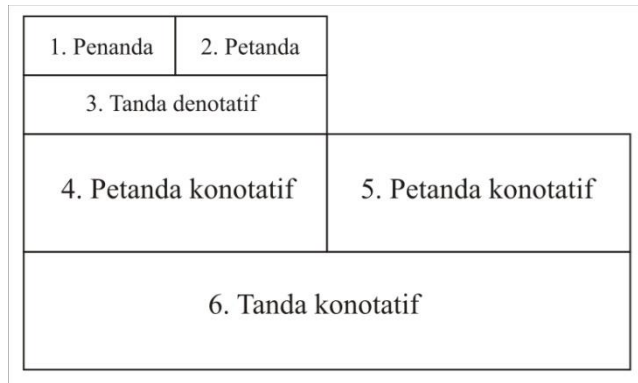 1. Penanda
2. Petanda
3. Tanda denotatif
4. Petanda konotatif
5. Petanda konotatif
6. Tanda konotatif